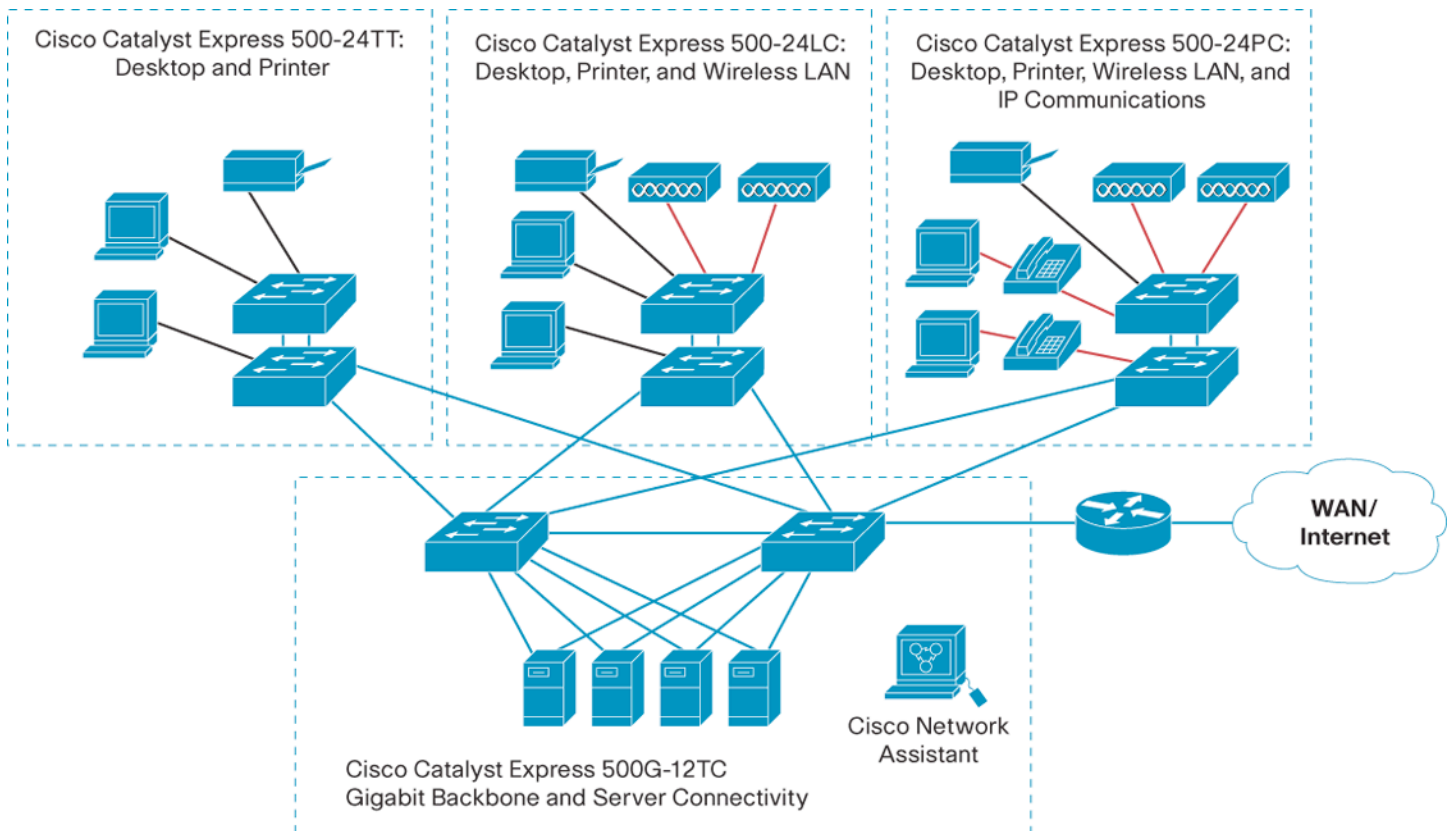 Cisco Catalyst Express 500-24TT:
Desktop and Printer
Cisco Catalyst Express 500-24LC:
Desktop, Printer, and Wireless LAN
Cisco Catalyst Express 500-24PC:
Desktop, Printer, Wireless LAN, and
IP Communications
WAN/
Internet
Cisco Network
Assistant
Cisco Catalyst Express 500G-12TC
Gigabit Backbone and Server Connectivity